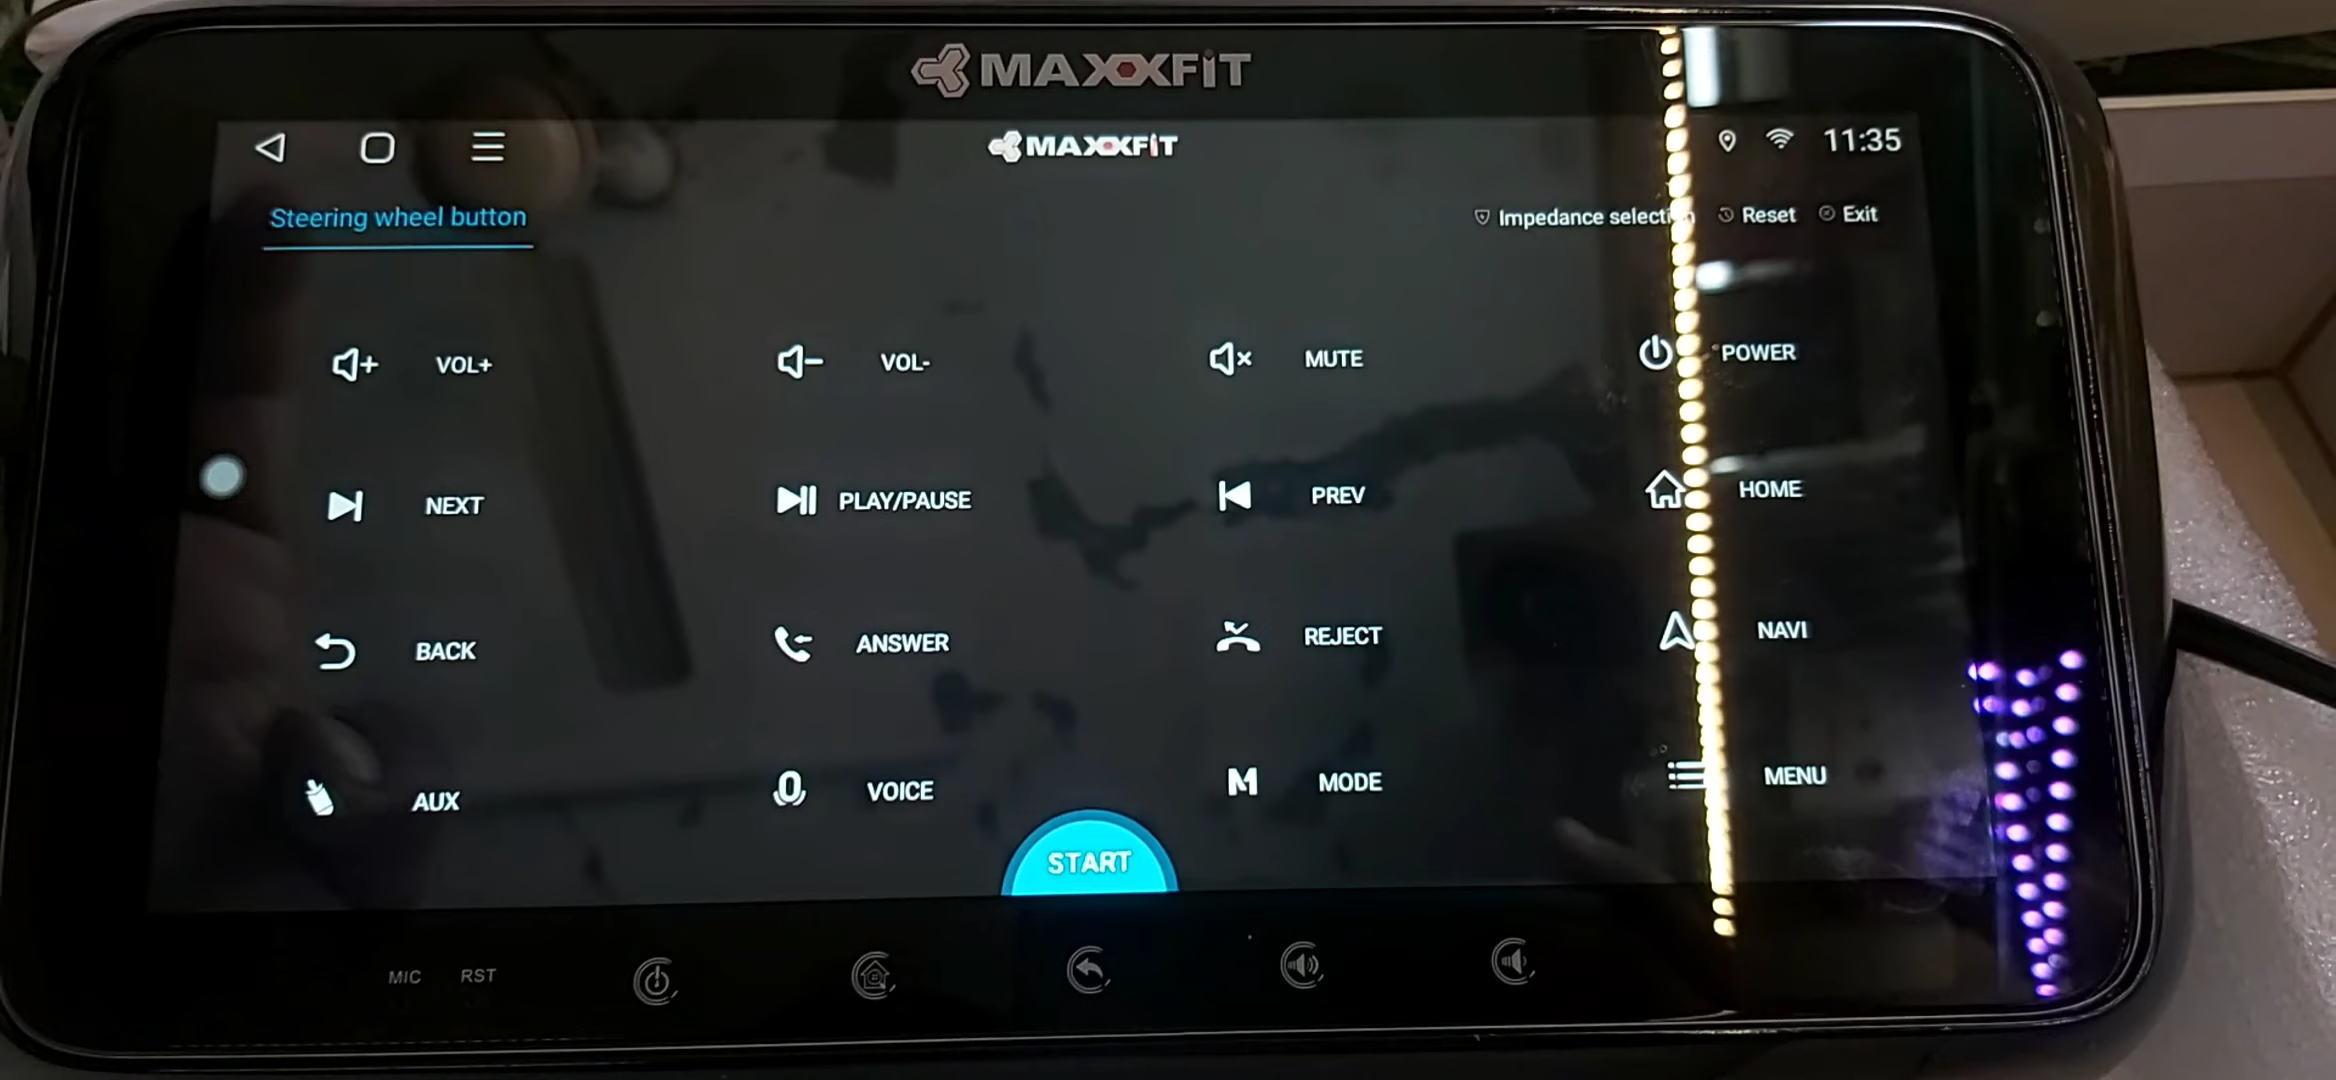 MAXXFiT
MAXXFiT 11:35
Steering wheel button Impedance Reset Exit
VOL+ VOL- MUTE POWER
NEXT PLAY/PAUSE PREV HOME
BACK ANSWER REJECT NAVI
AUX VOICE M MODE MENU
START
MIC RST